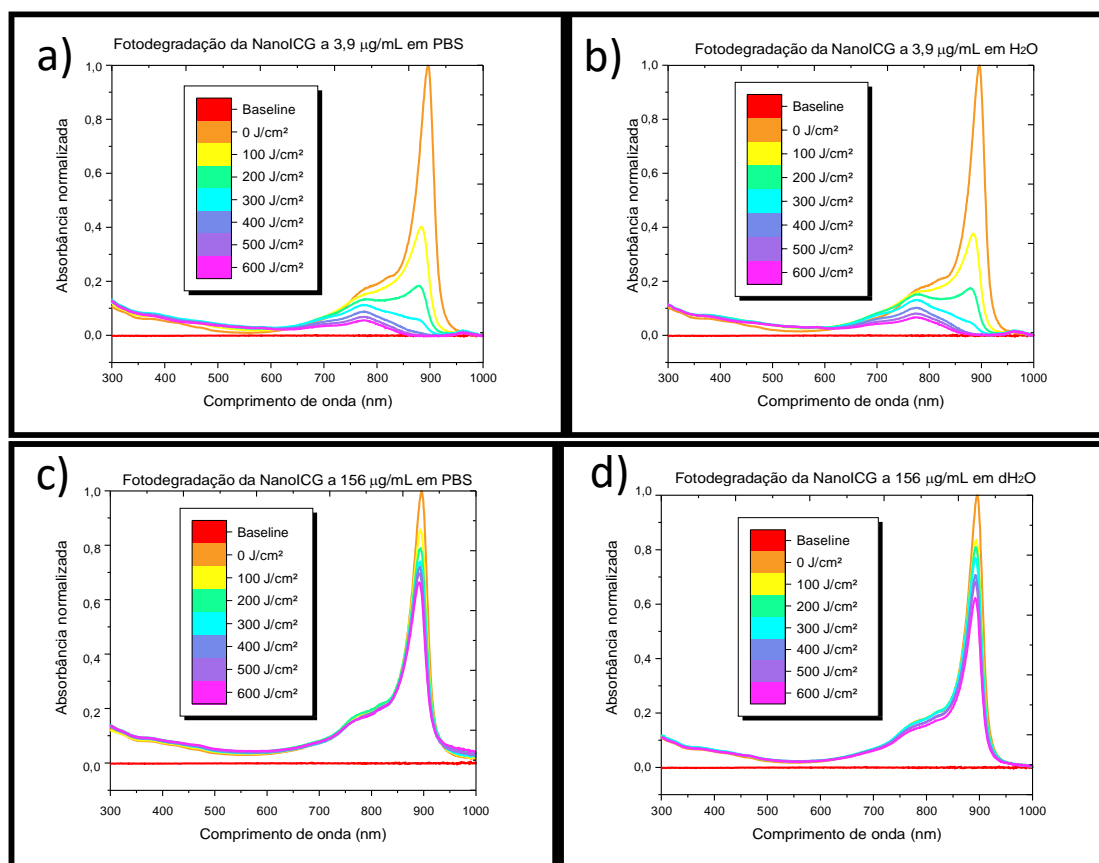 a)
Fotodegradação da NanoICG a 3,9 µg/mL em PBS
1,0
0,8
0,6
0,4
0,2
0,0
Absorbância normalizada
Baseline
0 J/cm²
100 J/cm²
200 J/cm²
300 J/cm²
400 J/cm²
500 J/cm²
600 J/cm²
300 400 500 600 700 800 900 1000
Comprimento de onda (nm)
b)
Fotodegradação da NanoICG a 3,9 µg/mL em H2O
1,0
0,8
0,6
0,4
0,2
0,0
Absorbância normalizada
Baseline
0 J/cm²
100 J/cm²
200 J/cm²
300 J/cm²
400 J/cm²
500 J/cm²
600 J/cm²
300 400 500 600 700 800 900 1000
Comprimento de onda (nm)
c)
Fotodegradação da NanoICG a 156 µg/mL em PBS
1,0
0,8
0,6
0,4
0,2
0,0
Absorbância normalizada
Baseline
0 J/cm²
100 J/cm²
200 J/cm²
300 J/cm²
400 J/cm²
500 J/cm²
600 J/cm²
300 400 500 600 700 800 900 1000
Comprimento de onda (nm)
d)
Fotodegradação da NanoICG a 156 µg/mL em dH2O
1,0
0,8
0,6
0,4
0,2
0,0
Absorbância normalizada
Baseline
0 J/cm²
100 J/cm²
200 J/cm²
300 J/cm²
400 J/cm²
500 J/cm²
600 J/cm²
300 400 500 600 700 800 900 1000
Comprimento de onda (nm)